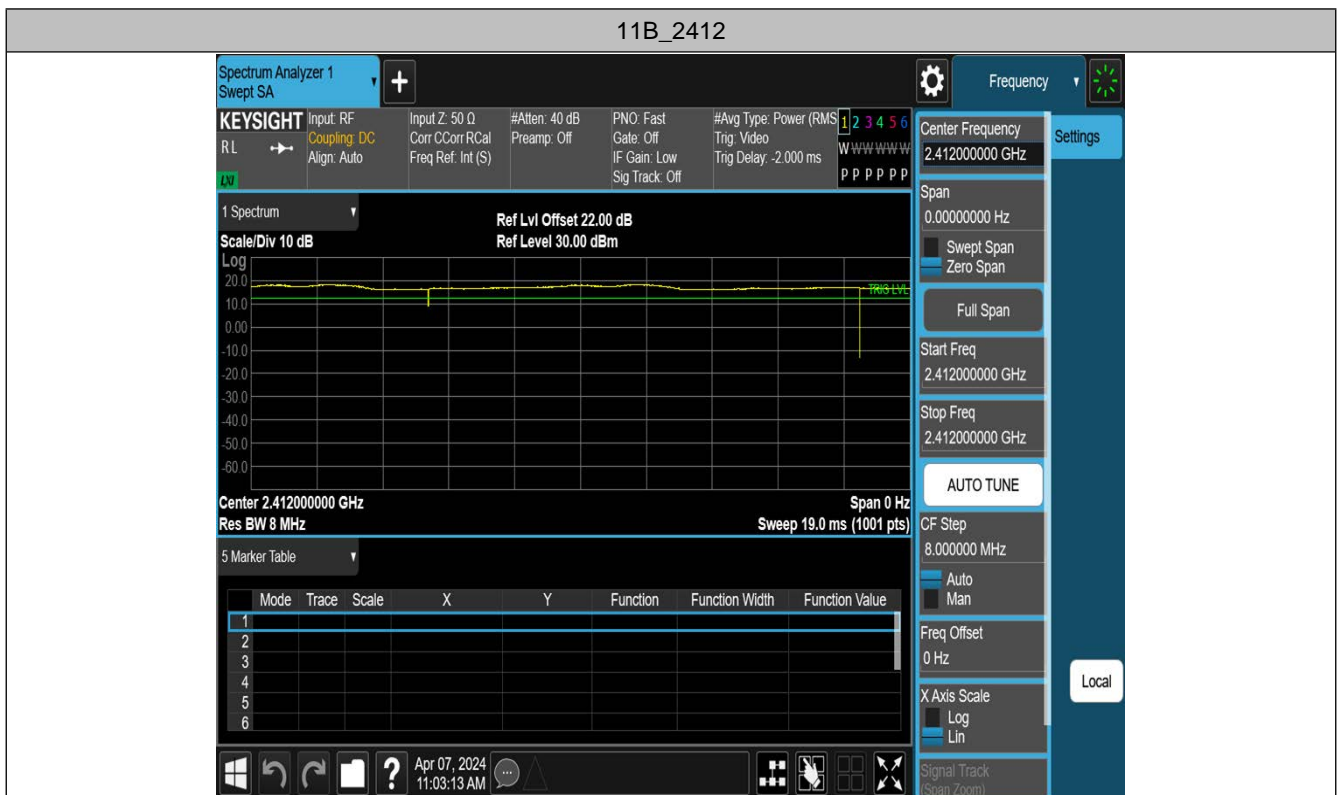 11B_2412
Spectrum Analyzer 1
Swept SA
+
Frequency
KEYSIGHT
RL
LXI
Input: RF
Coupling: DC
Align: Auto
Input Z: 50 Ω
Corr CCorr RCal
Freq Ref: Int (S)
#Atten: 40 dB
Preamp: Off
PNO: Fast
Gate: Off
IF Gain: Low
Sig Track: Off
#Avg Type: Power (RMS
Trig: Video
Trig Delay: -2.000 ms
1 2 3 4 5 6
W W W W W W
P P P P P P
Center Frequency
2.412000000 GHz
Settings
Span
0.00000000 Hz
Swept Span
Zero Span
Full Span
Start Freq
2.412000000 GHz
Stop Freq
2.412000000 GHz
AUTO TUNE
CF Step
8.000000 MHz
Auto
Man
Freq Offset
0 Hz
X Axis Scale
Log
Lin
Signal Track
(Span Zoom)
Local
1 Spectrum
Scale/Div 10 dB
Ref Lvl Offset 22.00 dB
Ref Level 30.00 dBm
Log
20.0
10.0
0.00
-10.0
-20.0
-30.0
-40.0
-50.0
-60.0
TRIG LVL
Center 2.412000000 GHz
Span 0 Hz
Res BW 8 MHz
Sweep 19.0 ms (1001 pts)
5 Marker Table
Mode Trace Scale X Y Function Function Width Function Value
1
2
3
4
5
6
?
Apr 07, 2024
11:03:13 AM